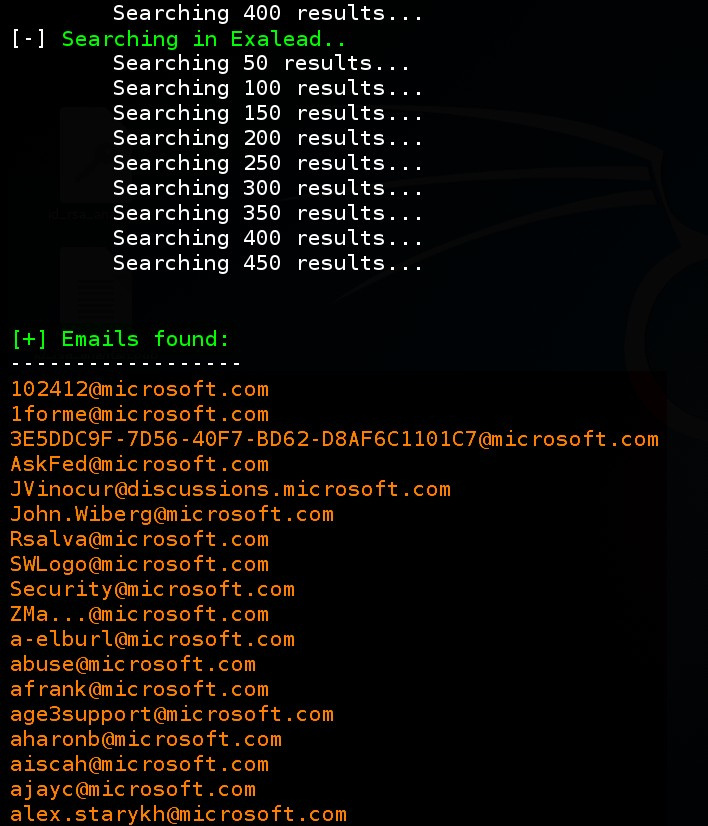 Searching 400 results...
[-] Searching in Exalead..
Searching 50 results...
Searching 100 results...
Searching 150 results...
Searching 200 results...
Searching 250 results...
Searching 300 results...
Searching 350 results...
Searching 400 results...
Searching 450 results...
[+] Emails found:
------------------
102412@microsoft.com
1forme@microsoft.com
3E5DDC9F-7D56-40F7-BD62-D8AF6C1101C7@microsoft.com
AskFed@microsoft.com
JVinocur@discussions.microsoft.com
John.Wiberg@microsoft.com
Rsalva@microsoft.com
SWLogo@microsoft.com
Security@microsoft.com
ZMa...@microsoft.com
a-elburl@microsoft.com
abuse@microsoft.com
afrank@microsoft.com
age3support@microsoft.com
aharonb@microsoft.com
aiscah@microsoft.com
ajayc@microsoft.com
alex.starykh@microsoft.com